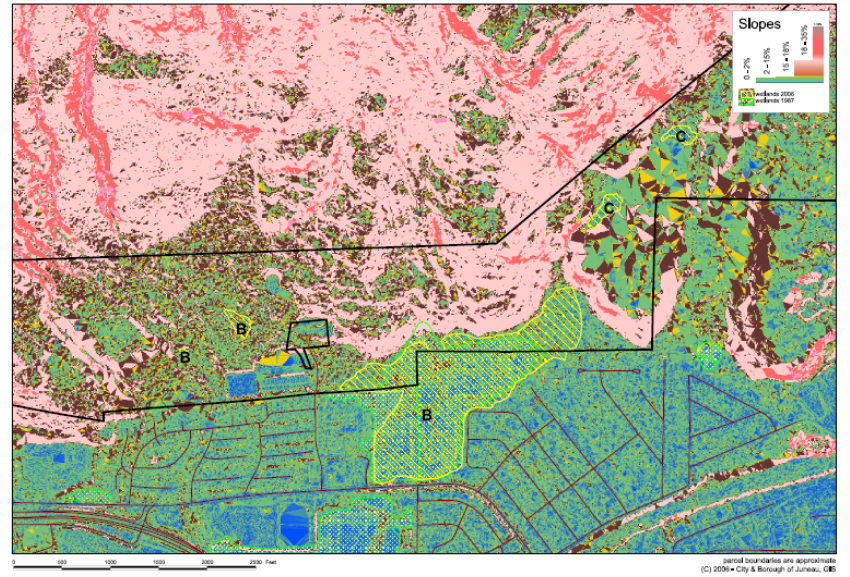 Slopes
0 - 2%
2 - 15%
15 - 18%
18 - 35%
wetlands 2006
wetlands 1987
C
C
B
B
B
0 500 1000 1500 2000 2500 Feet
parcel boundaries are approximate
(C) 2006 - City & Borough of Juneau, GIS